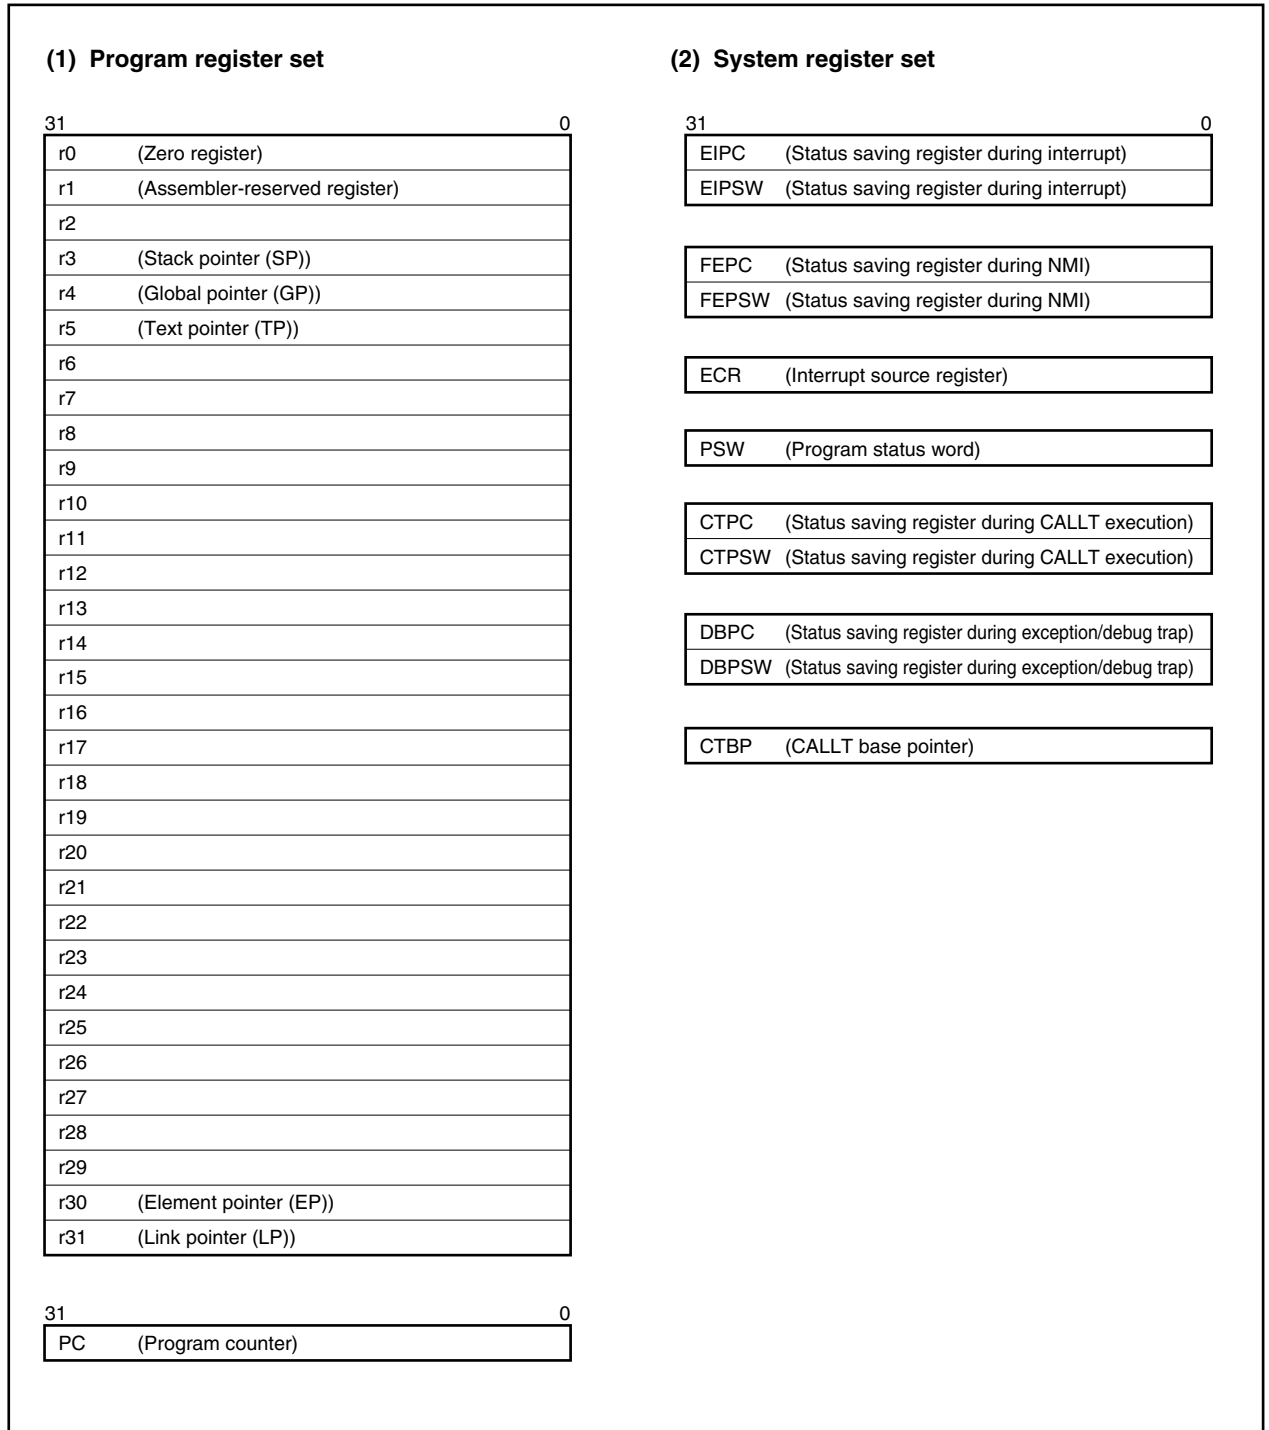 (1) Program register set
31 0
r0 (Zero register)
r1 (Assembler-reserved register)
r2
r3 (Stack pointer (SP))
r4 (Global pointer (GP))
r5 (Text pointer (TP))
r6
r7
r8
r9
r10
r11
r12
r13
r14
r15
r16
r17
r18
r19
r20
r21
r22
r23
r24
r25
r26
r27
r28
r29
r30 (Element pointer (EP))
r31 (Link pointer (LP))
31 0
PC (Program counter)
(2) System register set
31 0
EIPC (Status saving register during interrupt)
EIPSW (Status saving register during interrupt)
FEPC (Status saving register during NMI)
FEPSW (Status saving register during NMI)
ECR (Interrupt source register)
PSW (Program status word)
CTPC (Status saving register during CALLT execution)
CTPSW (Status saving register during CALLT execution)
DBPC (Status saving register during exception/debug trap)
DBPSW (Status saving register during exception/debug trap)
CTBP (CALLT base pointer)